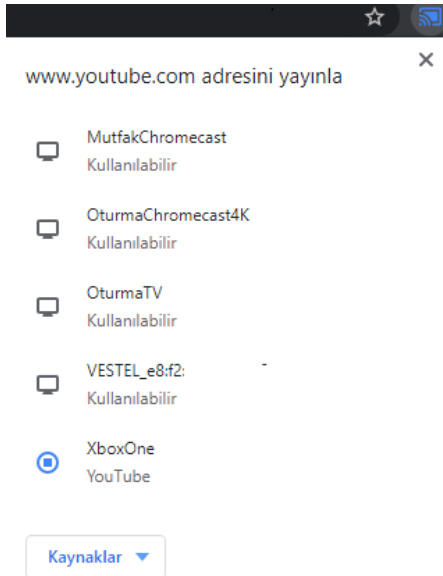 www.youtube.com adresini yayınla
MutfakChromecast
Kullanılabilir
OturmaChromecast4K
Kullanılabilir
OturmaTV
Kullanılabilir
VESTEL_e8:f2:
Kullanılabilir
XboxOne
YouTube
Kaynaklar